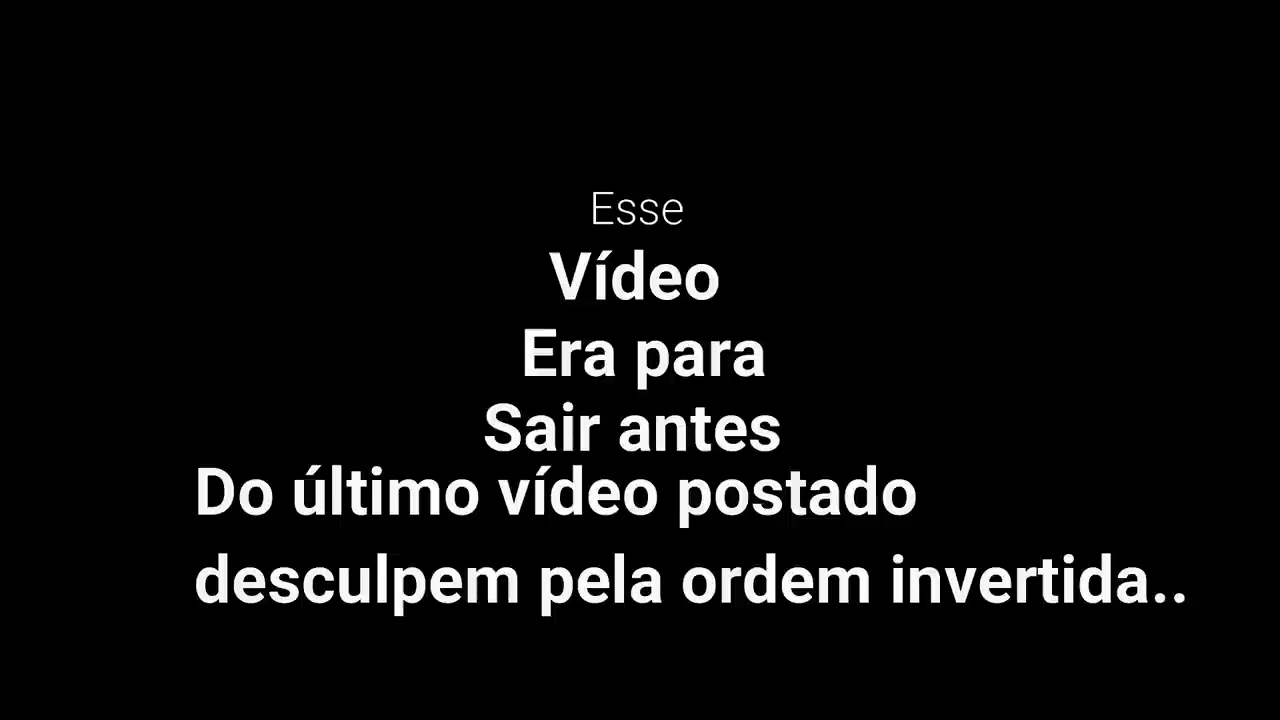 Esse
Vídeo
Era para
Sair antes
Do último vídeo postado
desculpem pela ordem invertida..